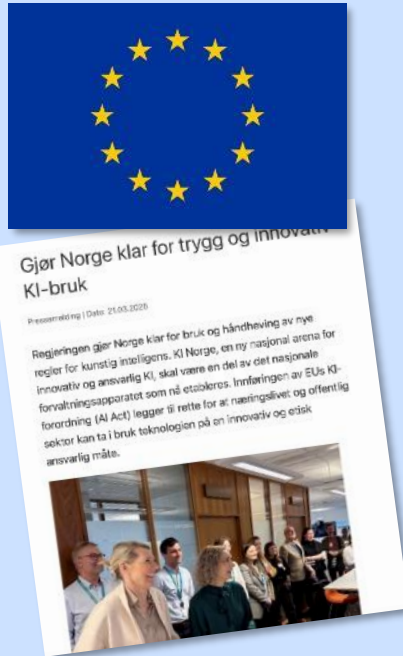 Gjør Norge klar for trygg og innovativ
KI-bruk
Pressemelding | Dato: 21.03.2025
Regjeringen gjør Norge klar for bruk og håndheving av nye
regler for kunstig intelligens. KI Norge, en ny nasjonal arena for
innovativ og ansvarlig KI, skal være en del av det nasjonale
forvaltningsapparatet som nå etableres. Innføringen av EUs KI-
forordning (AI Act) legger til rette for at næringslivet og offentlig
sektor kan ta i bruk teknologien på en innovativ og etisk
ansvarlig måte.